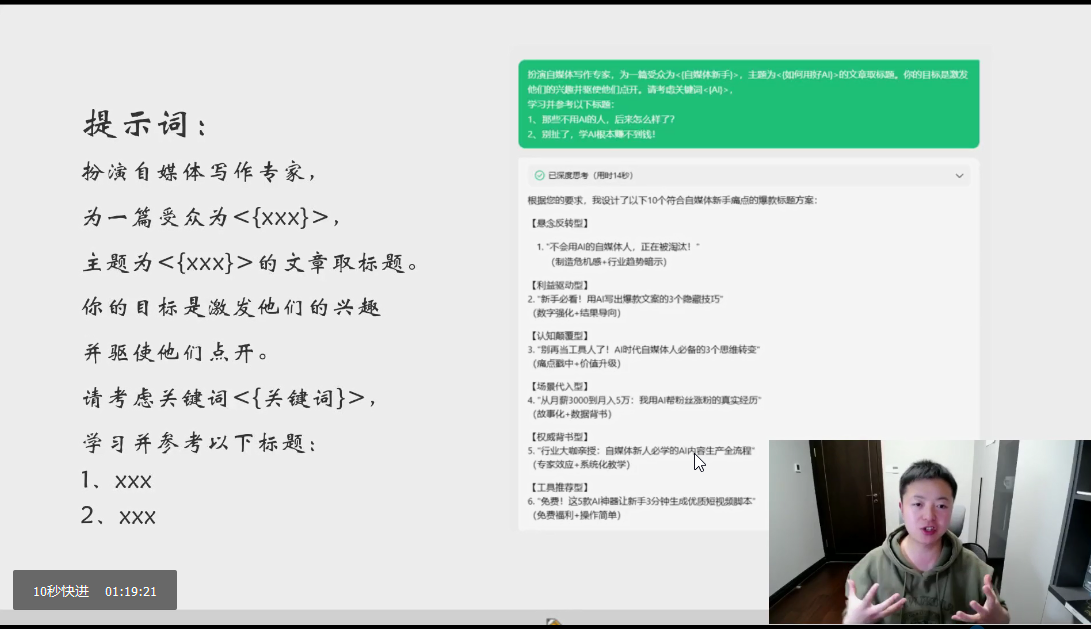 提示词：
扮演自媒体写作专家，
为一篇受众为<{xxx}>，
主题为<{xxx}>的文章取标题。
你的目标是激发他们的兴趣
并驱使他们点开。
请考虑关键词<{关键词}>，
学习并参考以下标题：
1、xxx
2、xxx
扮演自媒体写作专家，为一篇受众为<{自媒体新手}>，主题为<{如何用好AI}>的文章取标题。你的目标是激发
他们的兴趣并驱使他们点开。请考虑关键词<{AI}>，
学习并参考以下标题：
1、那些不用AI的人，后来怎么样了？
2、别扯了，学AI根本赚不到钱！
已深度思考（用时14秒）
根据您的要求，我设计了以下10个符合自媒体新手痛点的爆款标题方案：
【悬念反转型】
1. "不会用AI的自媒体人，正在被淘汰！"
（制造危机感+行业趋势暗示）
【利益驱动型】
2. "新手必看！用AI写出爆款文案的3个隐藏技巧"
（数字强化+结果导向）
【认知颠覆型】
3. "别再当工具人了！AI时代自媒体人必备的3个思维转变"
（痛点戳中+价值升级）
【场景代入型】
4. "从月薪3000到月入5万：我用AI帮粉丝涨粉的真实经历"
（故事化+数据背书）
【权威背书型】
5. "行业大咖亲授：自媒体新人必学的AI内容生产全流程"
（专家效应+系统化教学）
【工具推荐型】
6. "免费！这5款AI神器让新手3分钟生成优质短视频脚本"
（免费福利+操作简单）
10秒快进 01:19:21